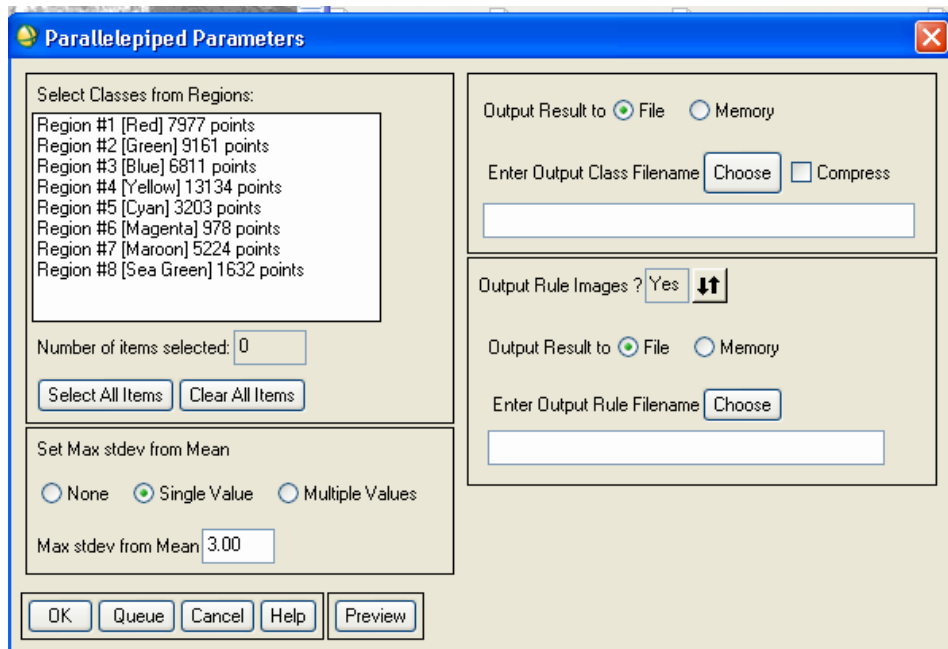 Parallelepiped Parameters
Select Classes from Regions:
Region #1 [Red] 7977 points
Region #2 [Green] 9161 points
Region #3 [Blue] 6811 points
Region #4 [Yellow] 13134 points
Region #5 [Cyan] 3203 points
Region #6 [Magenta] 978 points
Region #7 [Maroon] 5224 points
Region #8 [Sea Green] 1632 points
Number of items selected: 0
Select All Items Clear All Items
Set Max stdev from Mean
None Single Value Multiple Values
Max stdev from Mean 3.00
OK Queue Cancel Help Preview
Output Result to File Memory
Enter Output Class Filename Choose Compress
Output Rule Images ? Yes
Output Result to File Memory
Enter Output Rule Filename Choose